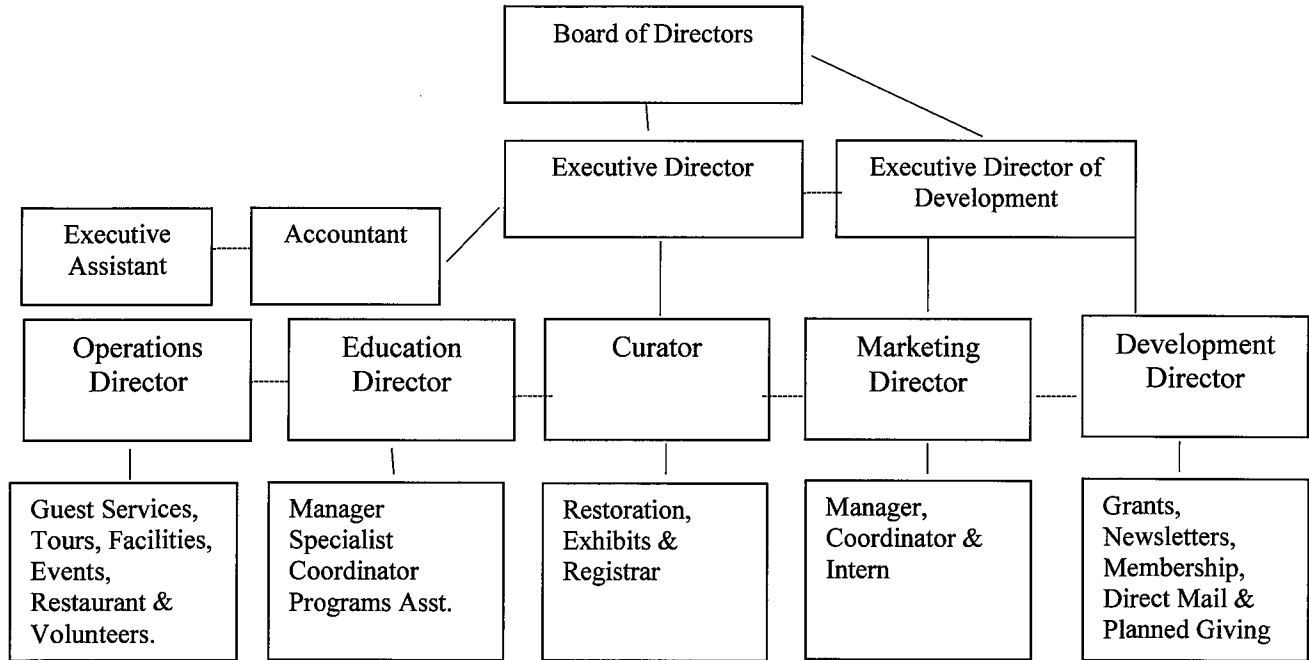 Board of Directors
Executive Director
Executive Director of
Development
Executive
Assistant
Accountant
Operations
Director
Education
Director
Curator
Marketing
Director
Development
Director
Guest Services,
Tours, Facilities,
Events,
Restaurant &
Volunteers.
Manager
Specialist
Coordinator
Programs Asst.
Restoration,
Exhibits &
Registrar
Manager,
Coordinator &
Intern
Grants,
Newsletters,
Membership,
Direct Mail &
Planned Giving